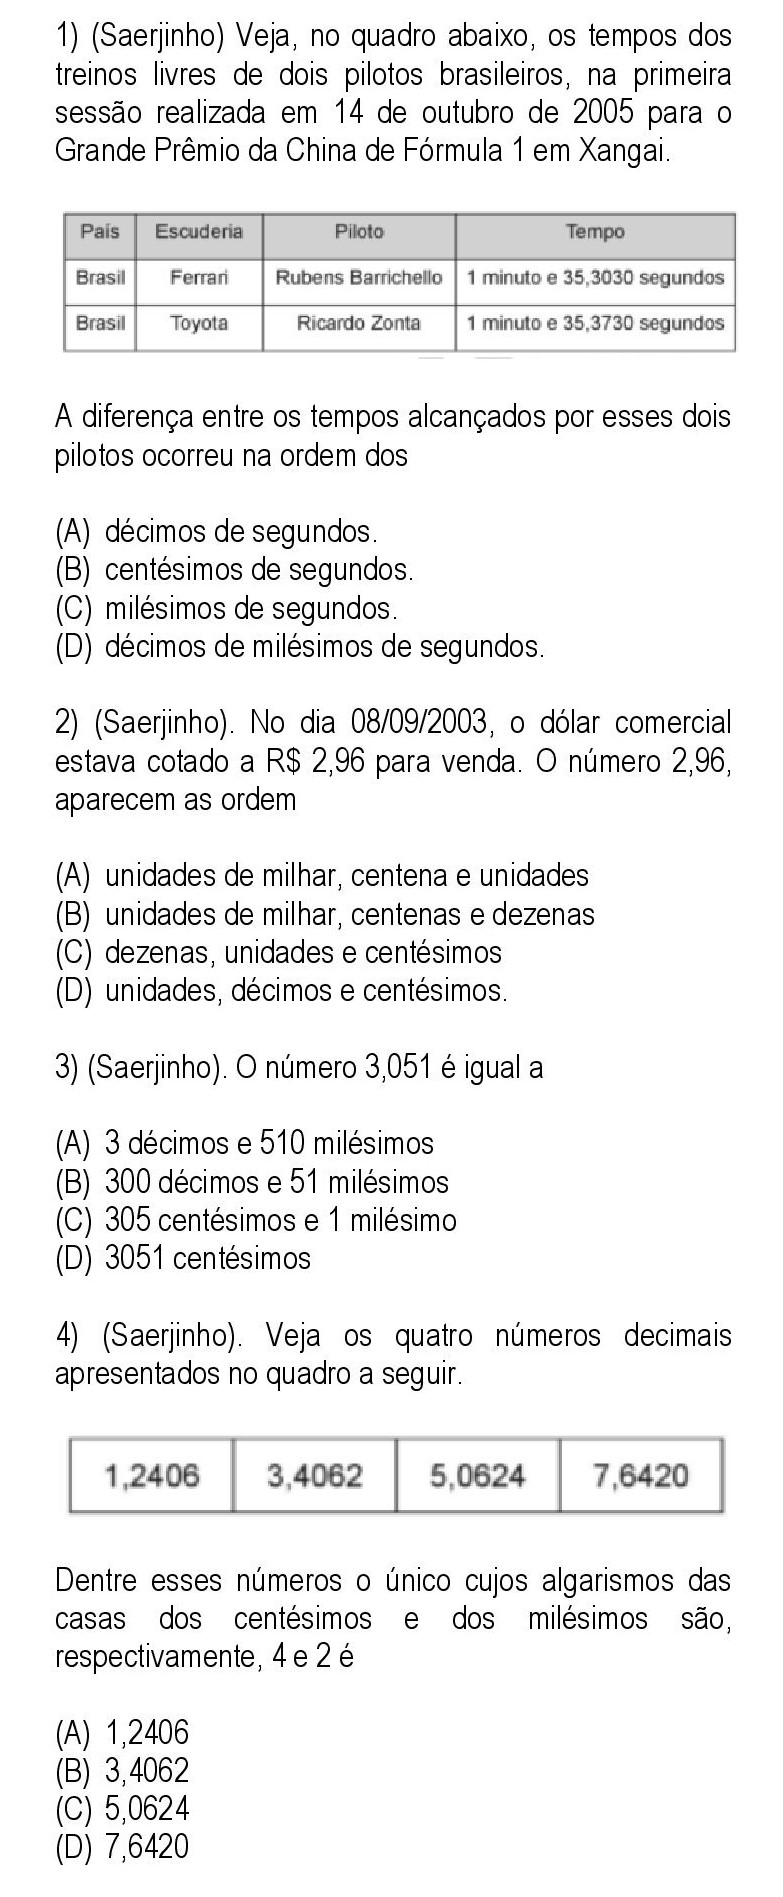 1) (Saerjinho) Veja, no quadro abaixo, os tempos dos
treinos livres de dois pilotos brasileiros, na primeira
sessão realizada em 14 de outubro de 2005 para o
Grande Prêmio da China de Fórmula 1 em Xangai.
País Escuderia Piloto Tempo
Brasil Ferrari Rubens Barrichello 1 minuto e 35,3030 segundos
Brasil Toyota Ricardo Zonta 1 minuto e 35,3730 segundos
A diferença entre os tempos alcançados por esses dois
pilotos ocorreu na ordem dos
(A) décimos de segundos.
(B) centésimos de segundos.
(C) milésimos de segundos.
(D) décimos de milésimos de segundos.
2) (Saerjinho). No dia 08/09/2003, o dólar comercial
estava cotado a R$ 2,96 para venda. O número 2,96,
aparecem as ordem
(A) unidades de milhar, centena e unidades
(B) unidades de milhar, centenas e dezenas
(C) dezenas, unidades e centésimos
(D) unidades, décimos e centésimos.
3) (Saerjinho). O número 3,051 é igual a
(A) 3 décimos e 510 milésimos
(B) 300 décimos e 51 milésimos
(C) 305 centésimos e 1 milésimo
(D) 3051 centésimos
4) (Saerjinho). Veja os quatro números decimais
apresentados no quadro a seguir.
1,2406 3,4062 5,0624 7,6420
Dentre esses números o único cujos algarismos das
casas dos centésimos e dos milésimos são,
respectivamente, 4 e 2 é
(A) 1,2406
(B) 3,4062
(C) 5,0624
(D) 7,6420